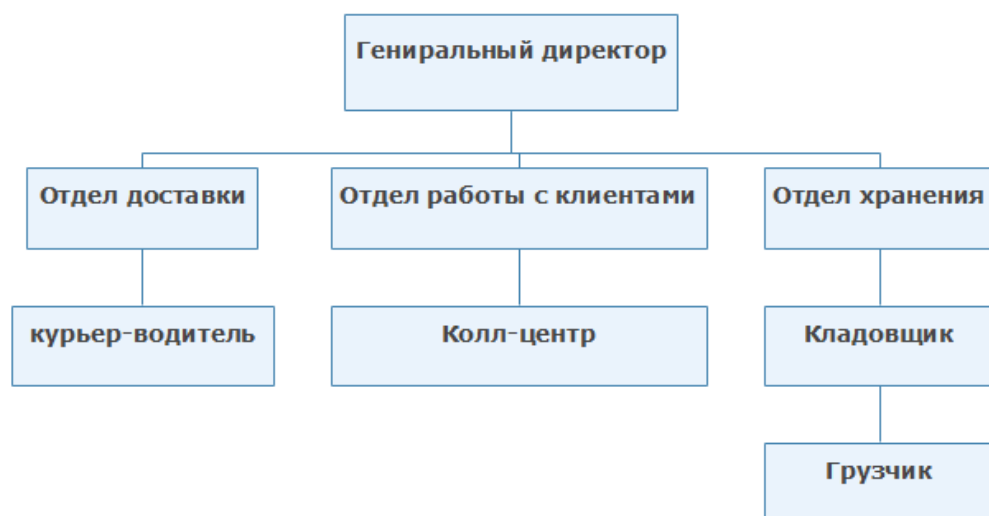 Гениральный директор
Отдел доставки
Отдел работы с клиентами
Отдел хранения
курьер-водитель
Колл-центр
Кладовщик
Грузчик